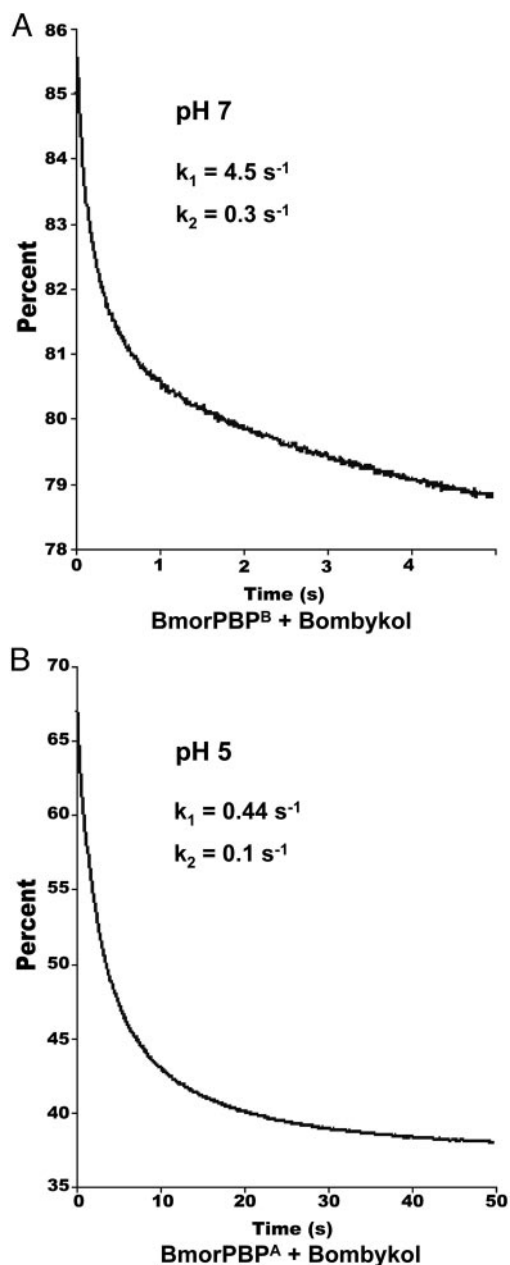 A
86
85
84
83
82
81
80
79
78
Percent
pH 7
k₁ = 4.5 s⁻¹
k₂ = 0.3 s⁻¹
0 1 2 3 4
Time (s)
BmorPBPᴮ + Bombykol
B
70
65
60
55
50
45
40
35
Percent
pH 5
k₁ = 0.44 s⁻¹
k₂ = 0.1 s⁻¹
0 10 20 30 40 50
Time (s)
BmorPBPᴬ + Bombykol